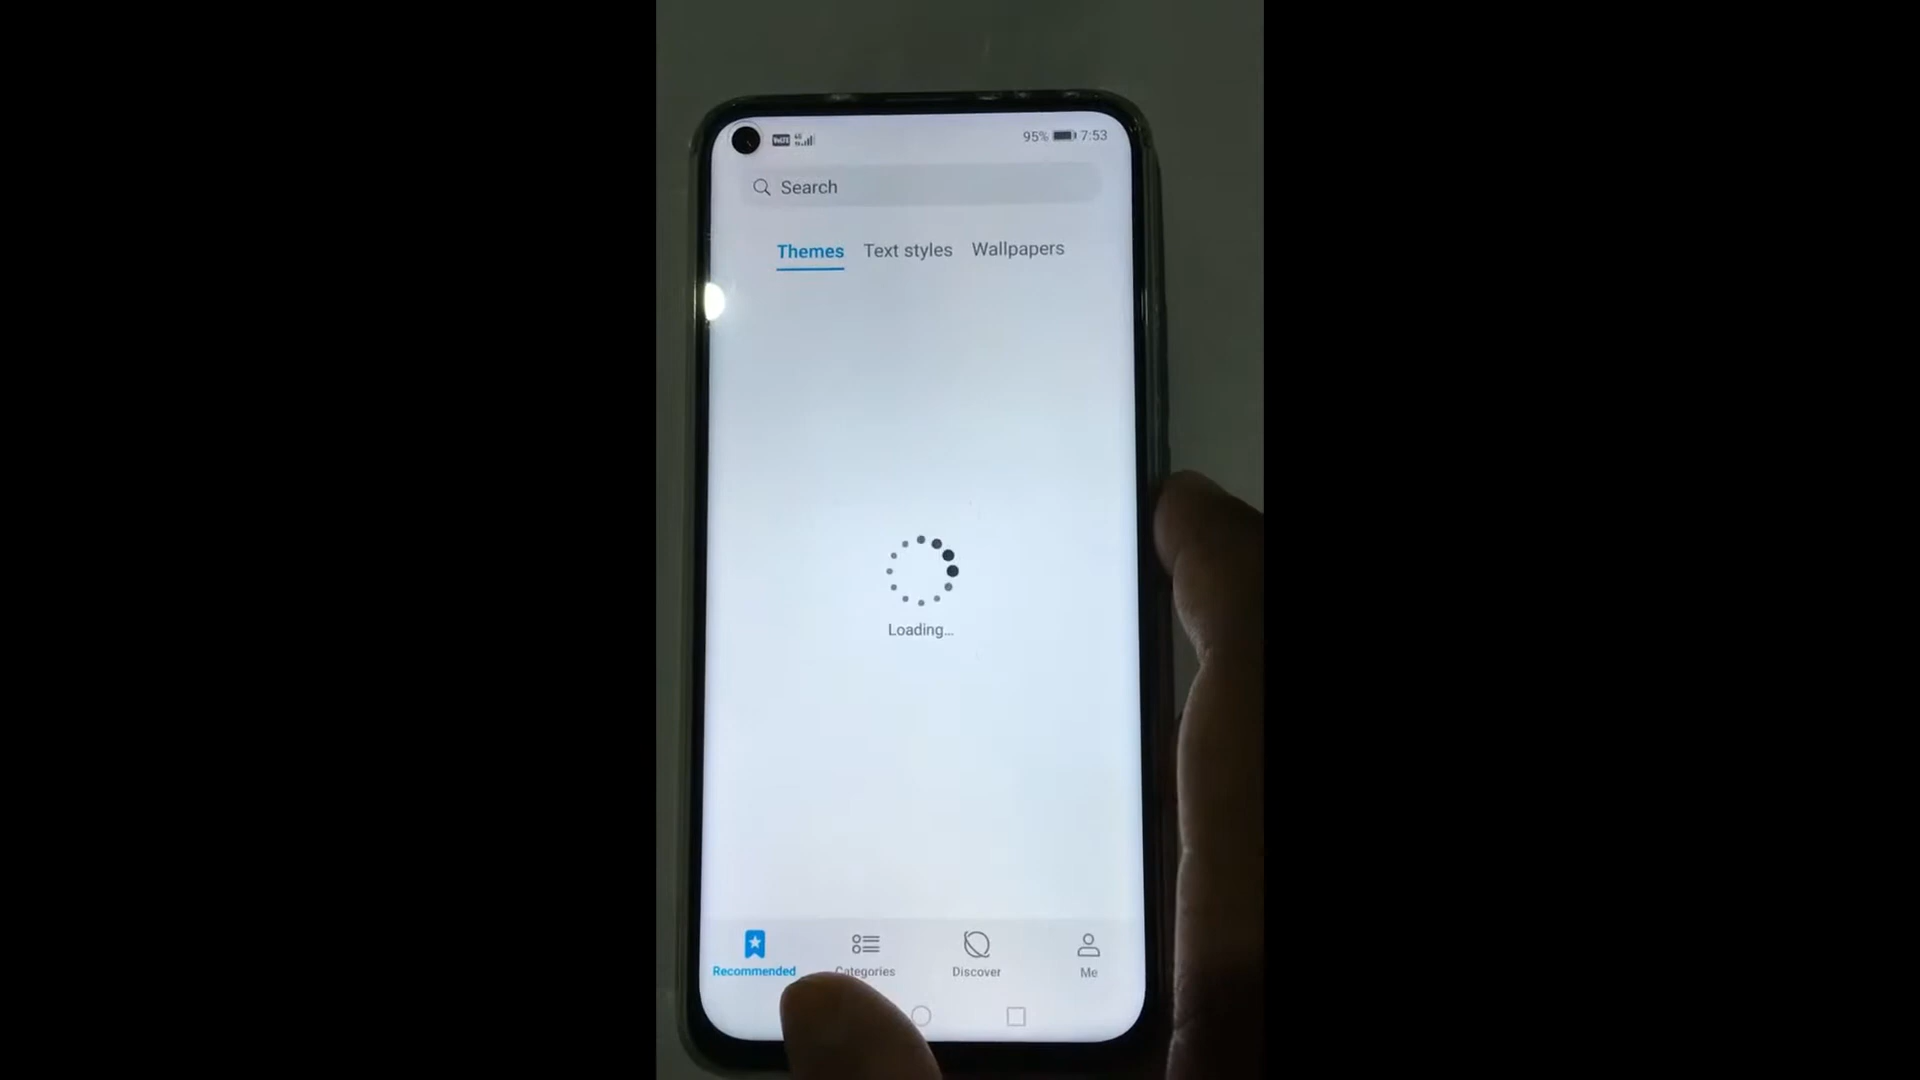 95% 7:53
Search
Themes Text styles Wallpapers
Loading...
Recommended Categories Discover Me